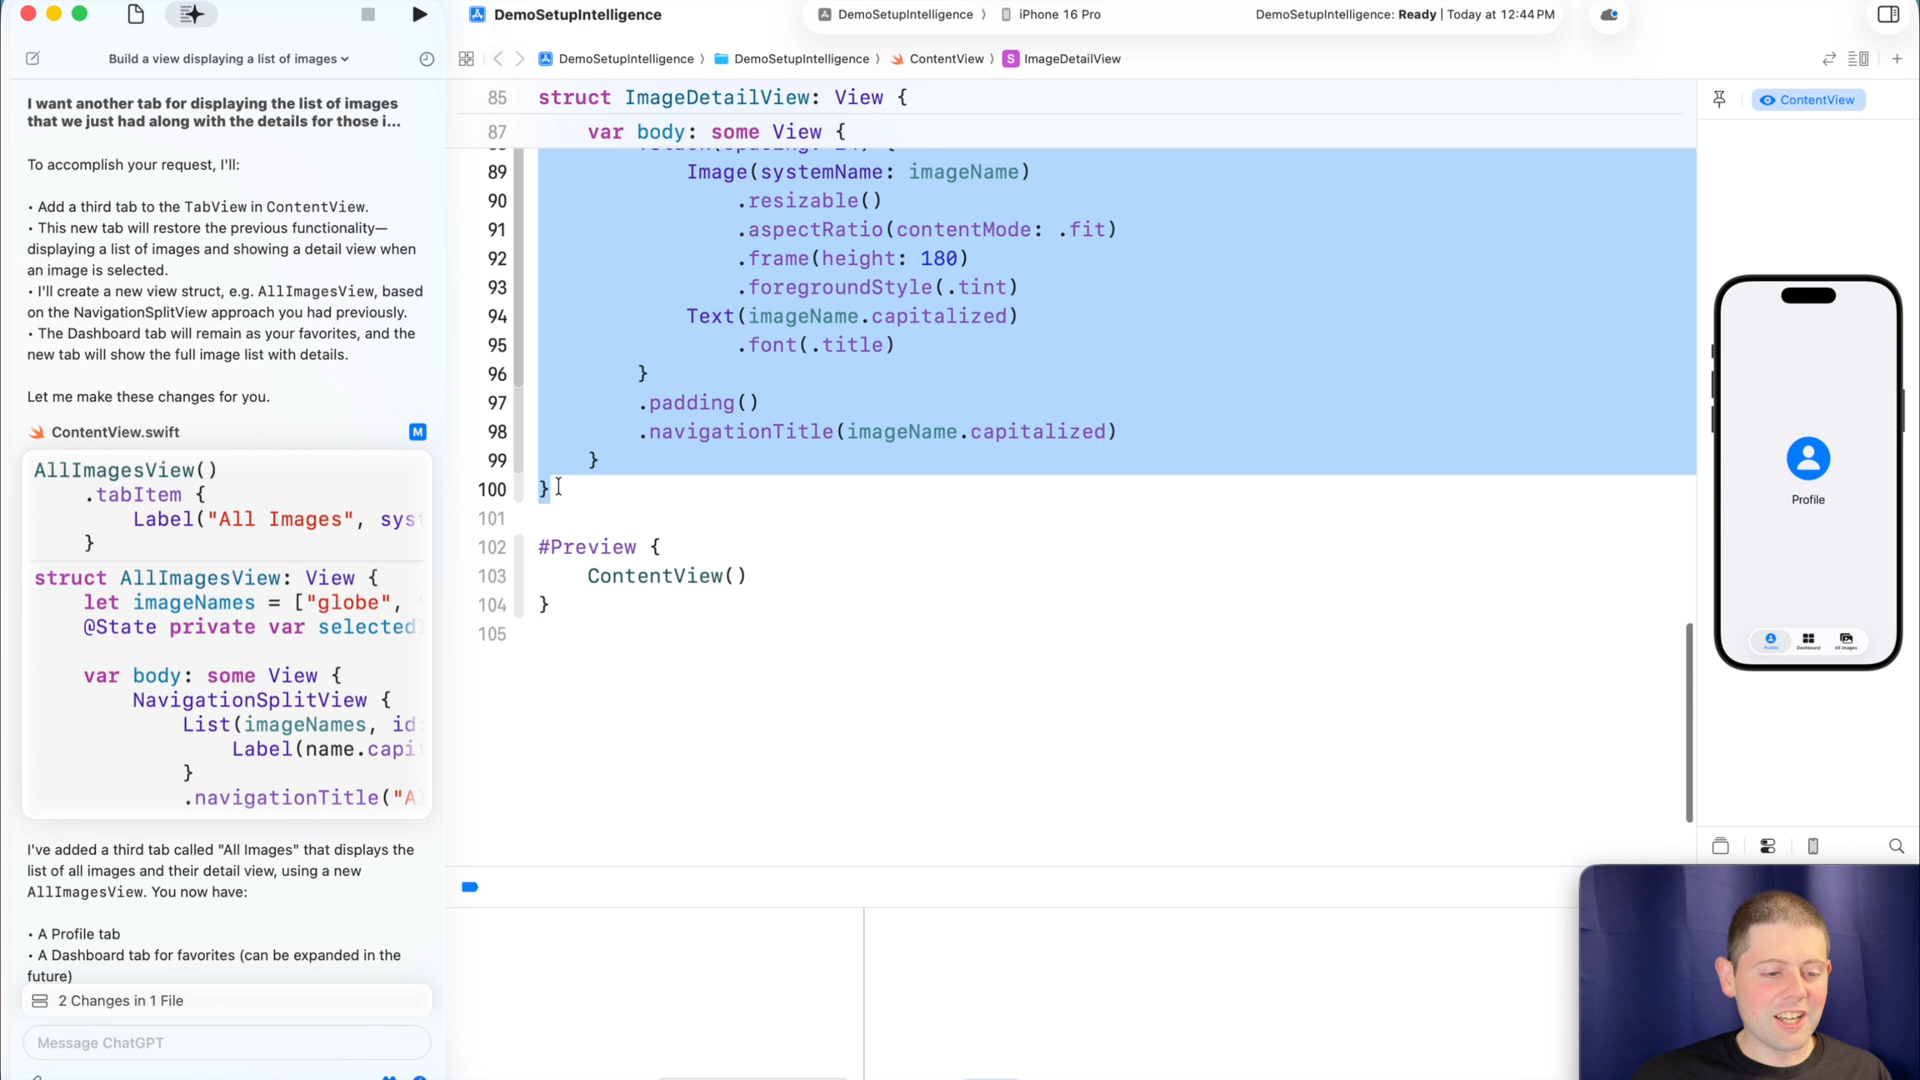 DemoSetupIntelligence
DemoSetupIntelligence 〉 iPhone 16 Pro
DemoSetupIntelligence: Ready | Today at 12:44 PM
Build a view displaying a list of images
DemoSetupIntelligence 〉 DemoSetupIntelligence 〉 ContentView 〉 S ImageDetailView
I want another tab for displaying the list of images
that we just had along with the details for those i...
To accomplish your request, I'll:
• Add a third tab to the TabView in ContentView.
• This new tab will restore the previous functionality—
displaying a list of images and showing a detail view when
an image is selected.
• I'll create a new view struct, e.g. AllImagesView, based
on the NavigationSplitView approach you had previously.
• The Dashboard tab will remain as your favorites, and the
new tab will show the full image list with details.
Let me make these changes for you.
ContentView.swift M
AllImagesView()
.tabItem {
Label("All Images", sys
}
struct AllImagesView: View {
let imageNames = ["globe",
@State private var selected
var body: some View {
NavigationSplitView {
List(imageNames, id:
Label(name.capi
}
.navigationTitle("A
I've added a third tab called "All Images" that displays the
list of all images and their detail view, using a new
AllImagesView. You now have:
• A Profile tab
• A Dashboard tab for favorites (can be expanded in the
future)
2 Changes in 1 File
Message ChatGPT
85 struct ImageDetailView: View {
87 var body: some View {
89 Image(systemName: imageName)
90 .resizable()
91 .aspectRatio(contentMode: .fit)
92 .frame(height: 180)
93 .foregroundStyle(.tint)
94 Text(imageName.capitalized)
95 .font(.title)
96 }
97 .padding()
98 .navigationTitle(imageName.capitalized)
99 }
100 }
101
102 #Preview {
103 ContentView()
104 }
105
ContentView
Profile
Profile Dashboard All Images